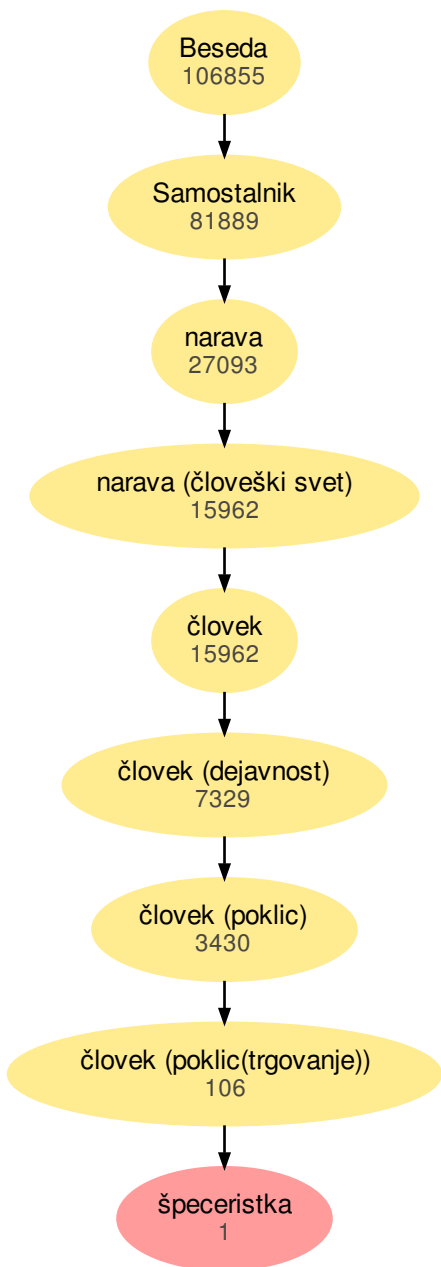 Beseda
106855
Samostalnik
81889
narava
27093
narava (človeški svet)
15962
človek
15962
človek (dejavnost)
7329
človek (poklic)
3430
človek (poklic(trgovanje))
106
špeceristka
1